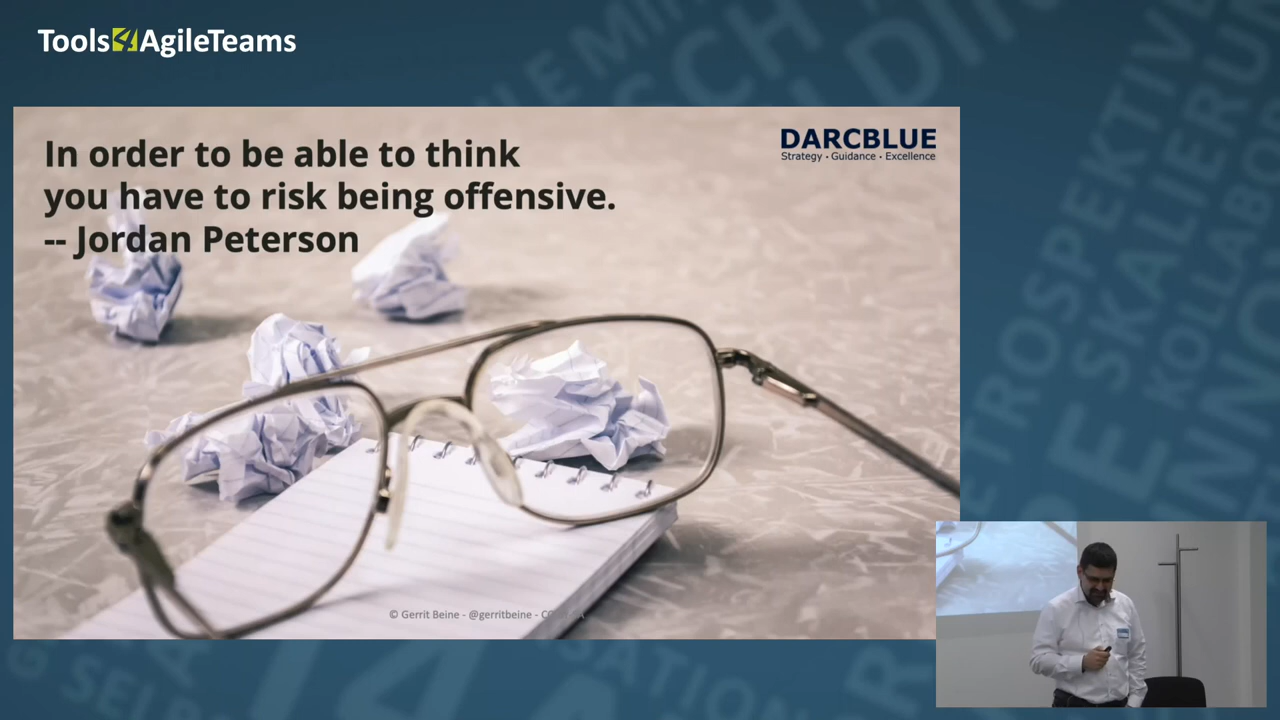 Tools4AgileTeams
In order to be able to think
you have to risk being offensive.
-- Jordan Peterson
DARCBLUE
Strategy • Guidance • Excellence
© Gerrit Beine - @gerritbeine -